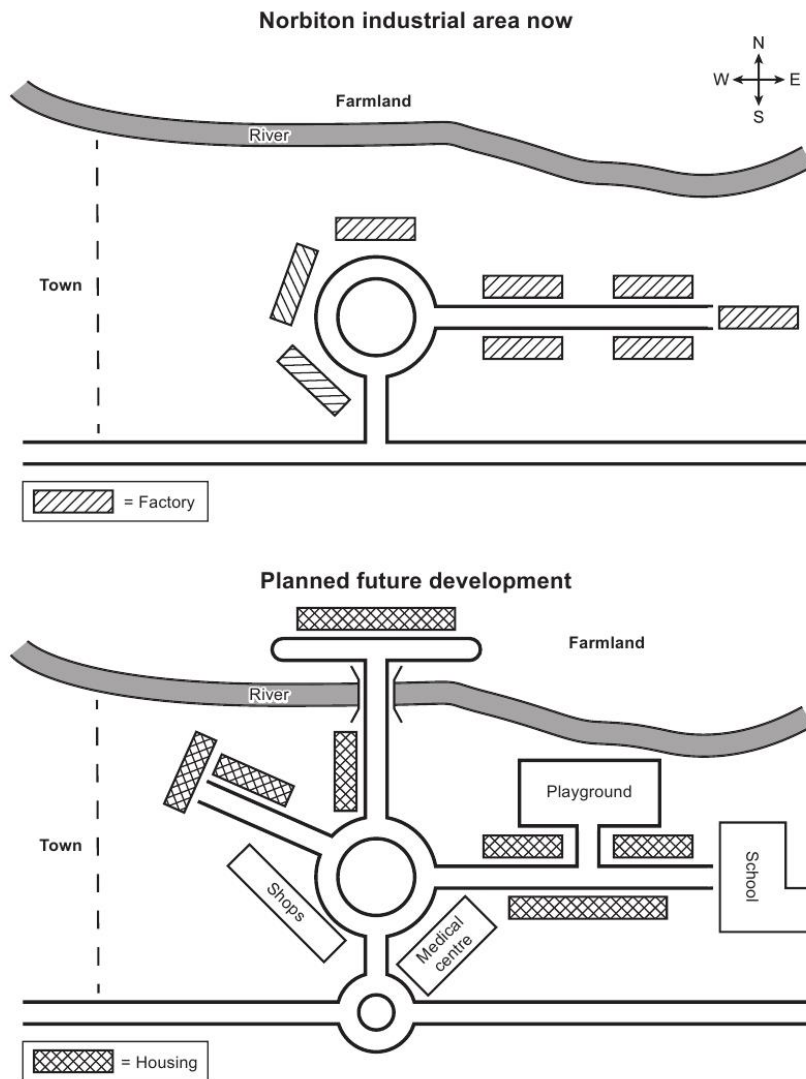 Norbiton industrial area now
N
W E
S
Farmland
River
Town
= Factory
Planned future development
Farmland
River
Playground
Town
School
Shops
Medical
centre
= Housing